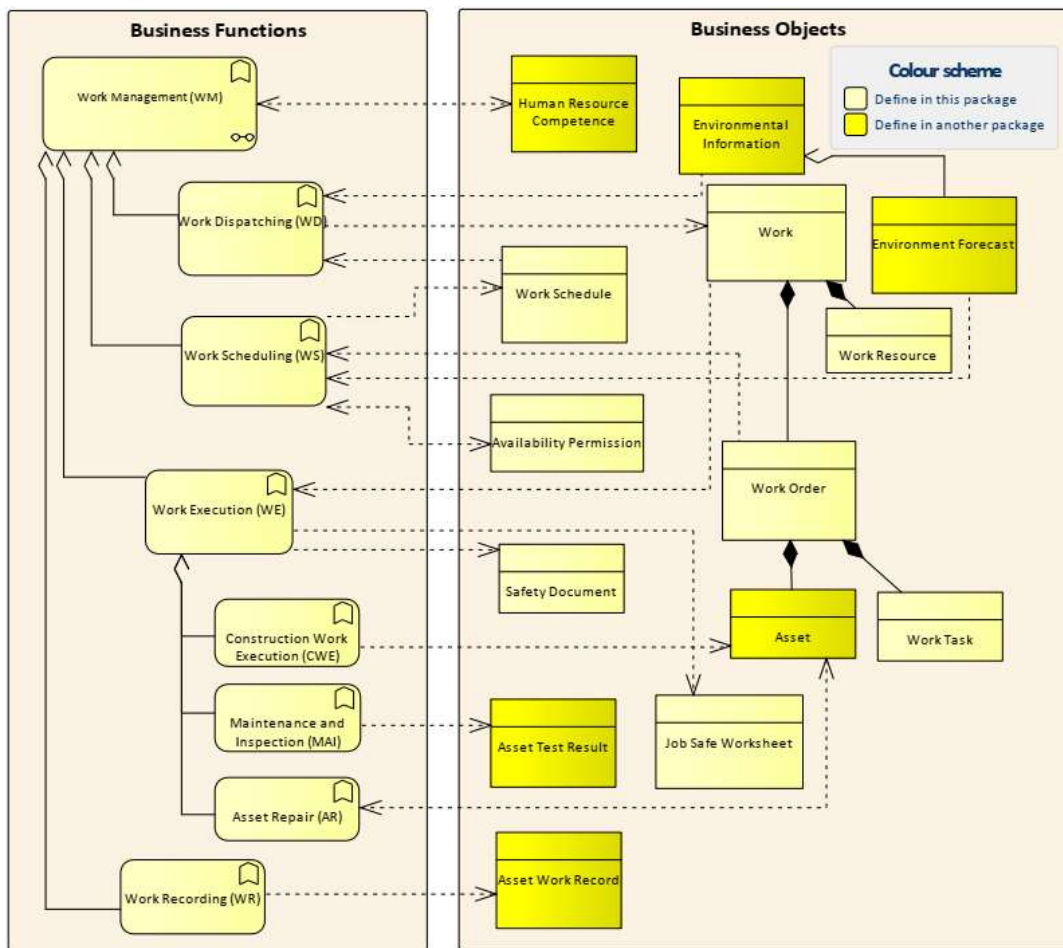 Business Functions
Work Management (WM)
Work Dispatching (WD)
Work Scheduling (WS)
Work Execution (WE)
Construction Work
Execution (CWE)
Maintenance and
Inspection (MAI)
Asset Repair (AR)
Work Recording (WR)
Business Objects
Colour scheme
Define in this package
Define in another package
Human Resource
Competence
Environmental
Information
Work
Environment Forecast
Work Schedule
Work Resource
Availability Permission
Work Order
Safety Document
Asset
Work Task
Asset Test Result
Job Safe Worksheet
Asset Work Record